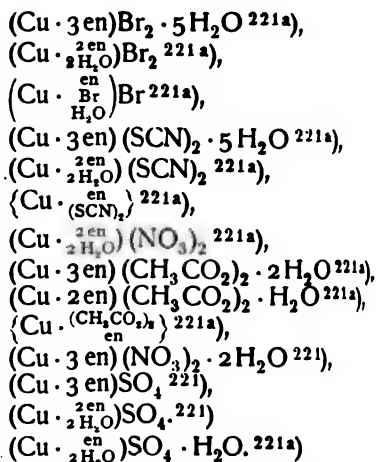 (Cu · 3en)Br₂ · 5H₂O ²²¹ᵃ),
(Cu · 2en 2H₂O)Br₂ ²²¹ᵃ),
(Cu · en Br H₂O)Br ²²¹ᵃ),
(Cu · 3en) (SCN)₂ · 5H₂O ²²¹ᵃ),
(Cu · 2en 2H₂O) (SCN)₂ ²²¹ᵃ),
{Cu · en (SCN)₂} ²²¹ᵃ),
(Cu · 2en 2H₂O) (NO₃)₂ ²²¹ᵃ),
(Cu · 3en) (CH₃CO₂)₂ · 2H₂O ²²¹ᵃ),
(Cu · 2en) (CH₃CO₂)₂ · H₂O ²²¹ᵃ),
{Cu · (CH₃CO₂)₂ en} ²²¹ᵃ),
(Cu · 3en) (NO₃)₂ · 2H₂O ²²¹),
(Cu · 3en)SO₄ ²²¹),
(Cu · 2en 2H₂O)SO₄. ²²¹)
(Cu · en 2H₂O)SO₄ · H₂O. ²²¹ᵃ)